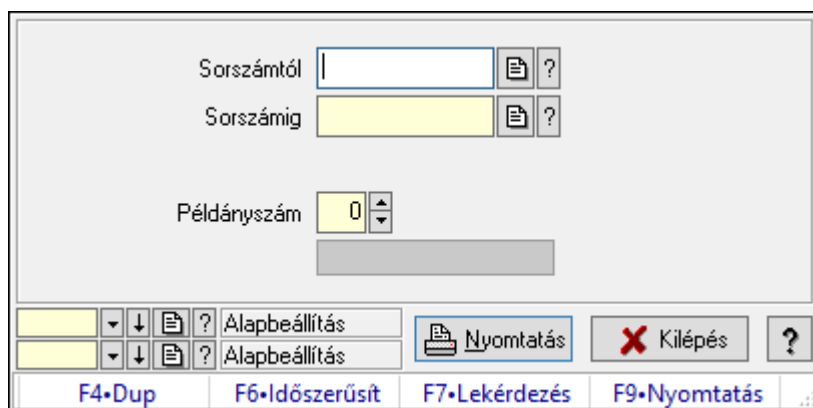 Sorszámtól ?
Sorszámig ?
Példányszám 0
? Alapbeállítás
? Alapbeállítás
Nyomtatás Kilépés ?
F4•Dup F6•Időszerűsít F7•Lekérdezés F9•Nyomtatás